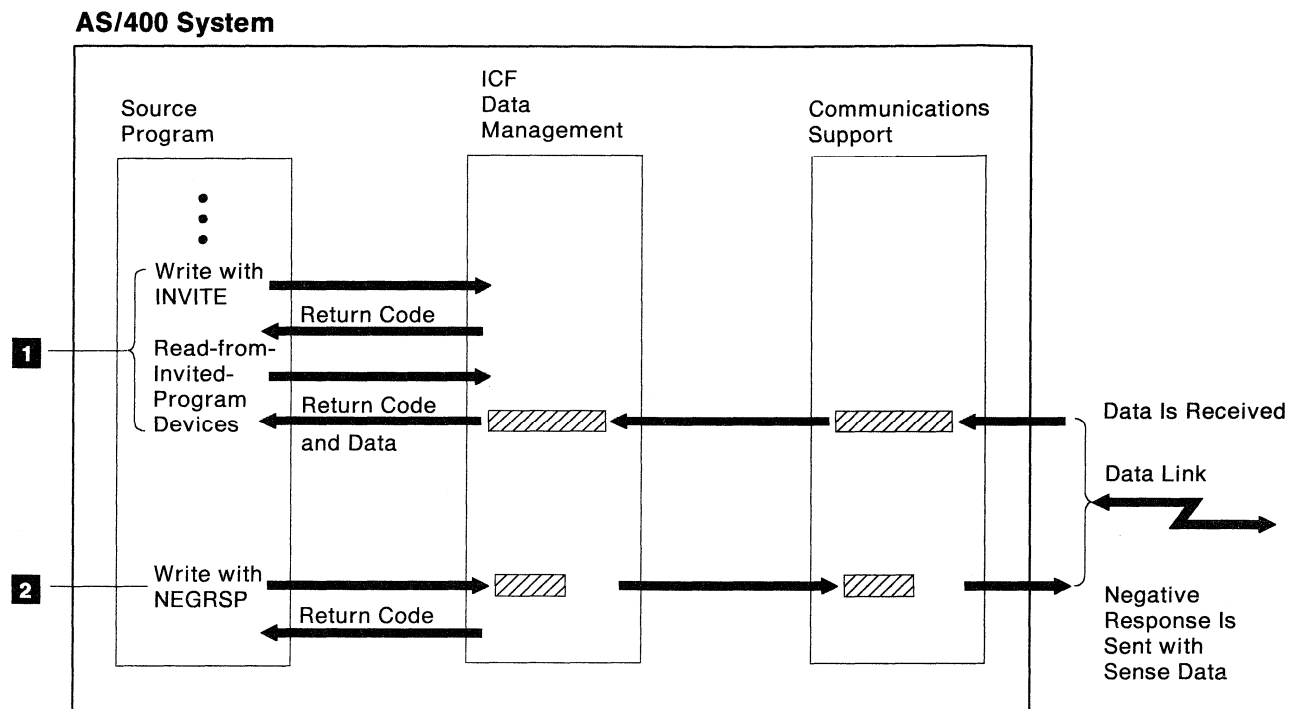 AS/400 System
Source
Program
ICF
Data
Management
Communications
Support
Write with
INVITE
Return Code
1
Read-from-
Invited-
Program
Devices
Return Code
and Data
Data Is Received
Data Link
2
Write with
NEGRSP
Return Code
Negative
Response Is
Sent with
Sense Data